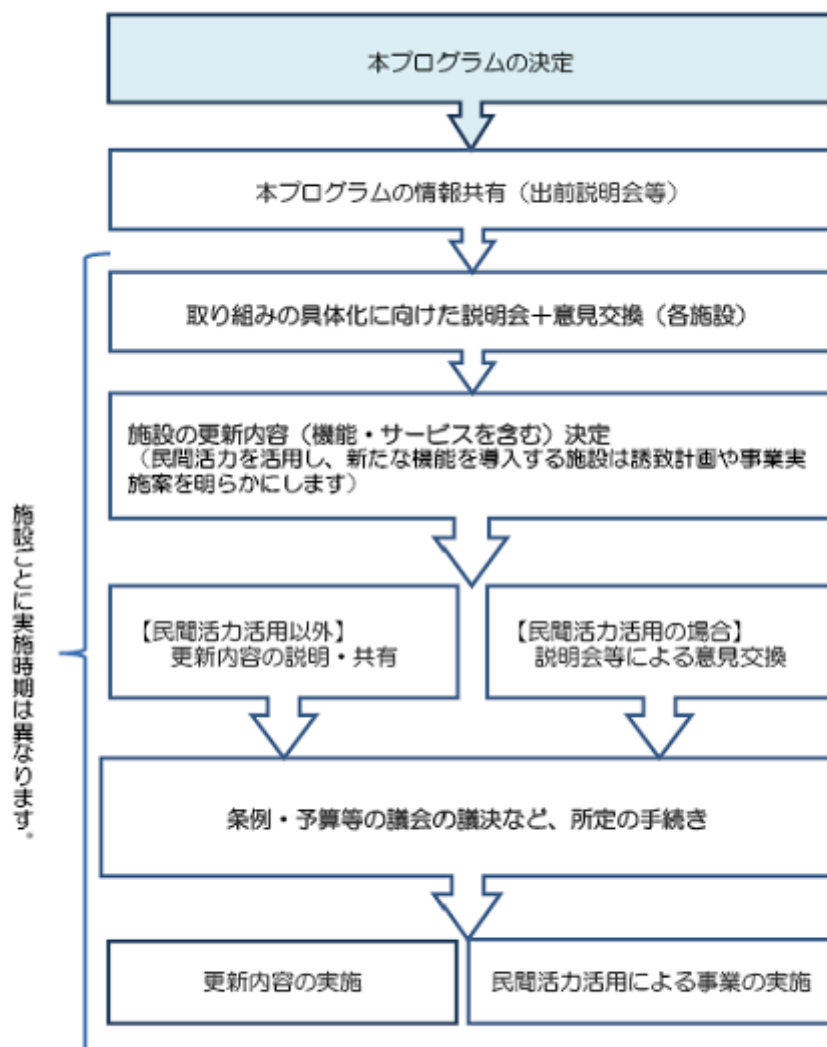 本プログラムの決定
本プログラムの情報共有（出前説明会等）
取り組みの具体化に向けた説明会＋意見交換（各施設）
施設の更新内容（機能・サービスを含む）決定
（民間活力を活用し、新たな機能を導入する施設は誘致計画や事業実
施案を明らかにします）
施設ごとに実施時期は異なります。
【民間活力活用以外】
更新内容の説明・共有
【民間活力活用の場合】
説明会等による意見交換
条例・予算等の議会の議決など、所定の手続き
更新内容の実施
民間活力活用による事業の実施